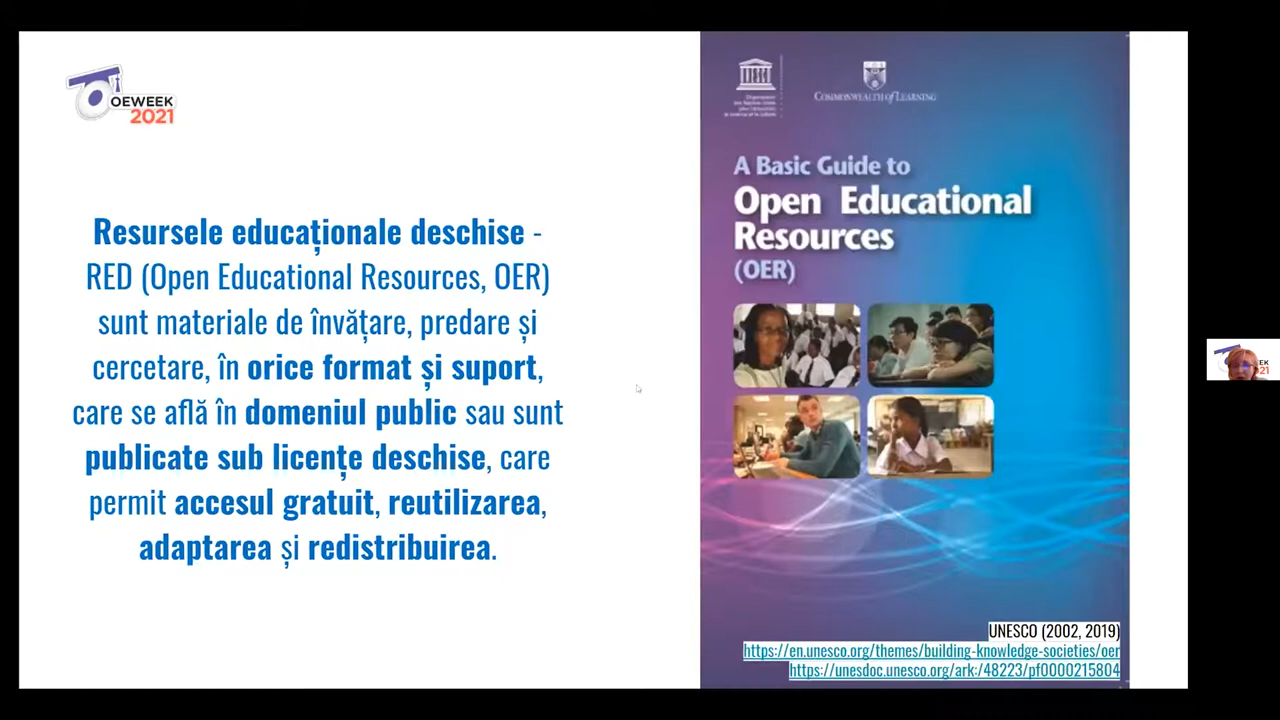 OEWEEK
2021
Resursele educaționale deschise -
RED (Open Educational Resources, OER)
sunt materiale de învățare, predare și
cercetare, în orice format și suport,
care se află în domeniul public sau sunt
publicate sub licențe deschise, care
permit accesul gratuit, reutilizarea,
adaptarea și redistribuirea.
COMMONWEALTH of LEARNING
A Basic Guide to
Open Educational
Resources
(OER)
UNESCO (2002, 2019)
https://en.unesco.org/themes/building-knowledge-societies/oer
https://unesdoc.unesco.org/ark:/48223/pf0000215804